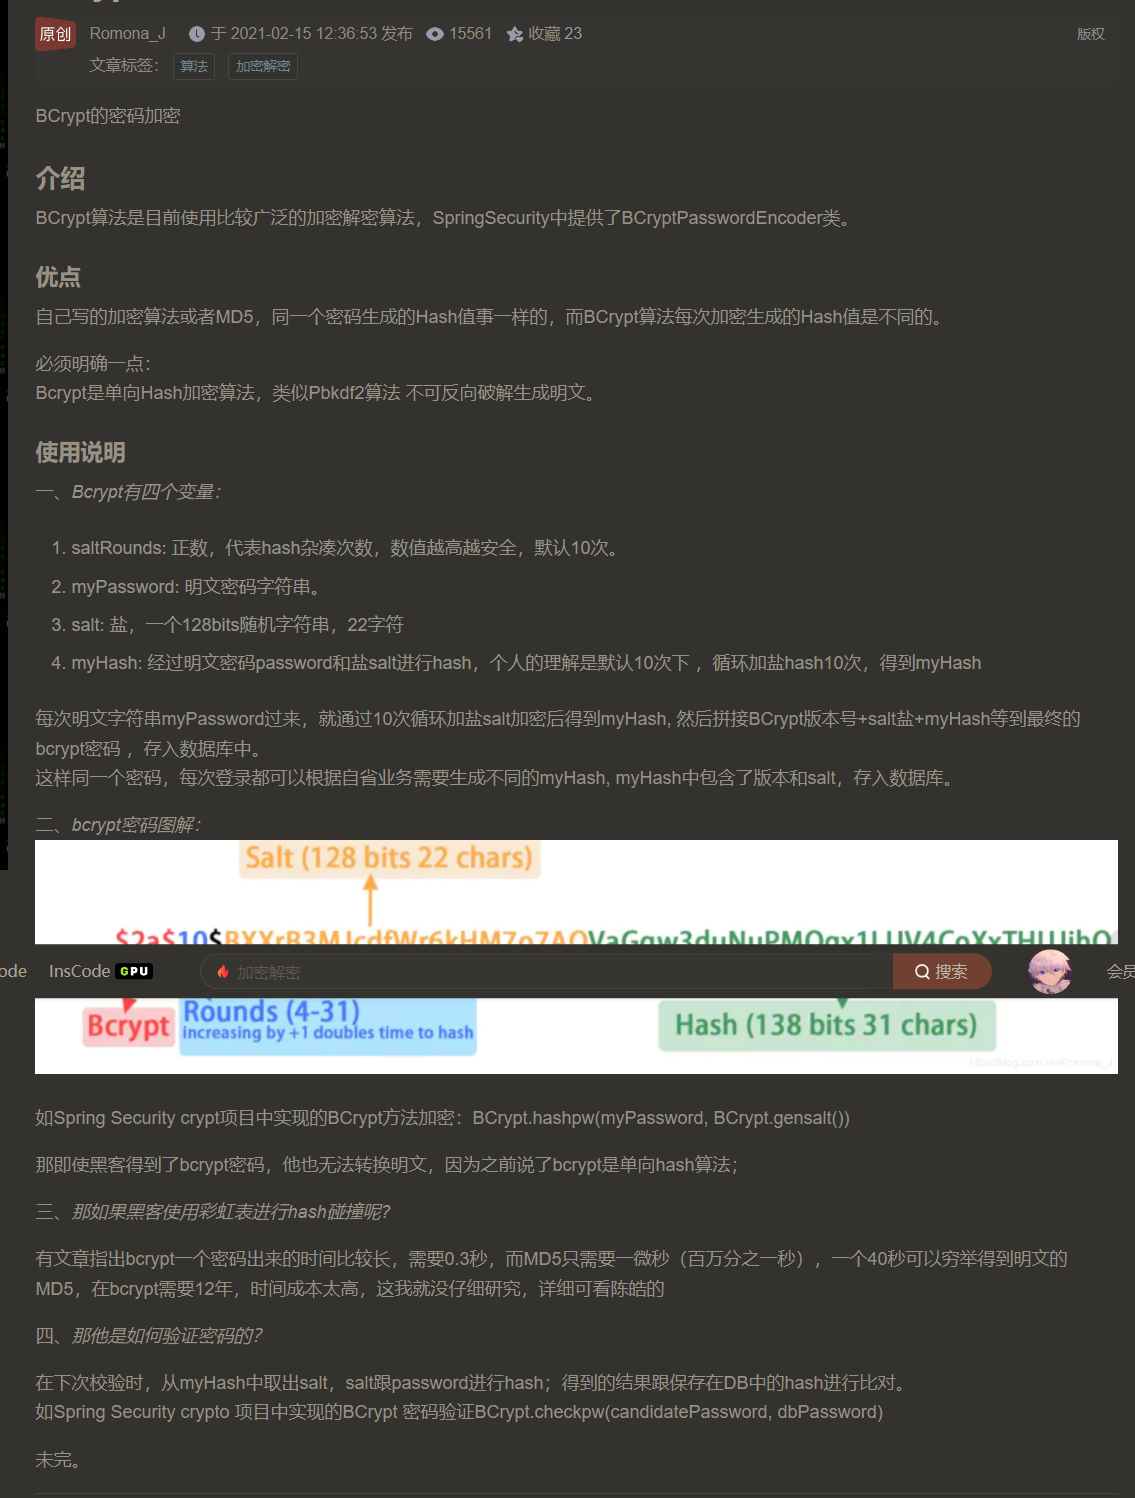 原创 Romona_J 于 2021-02-15 12:36:53 发布 15561 收藏 23 版权
文章标签： 算法 加密解密
BCrypt的密码加密
介绍
BCrypt算法是目前使用比较广泛的加密解密算法，SpringSecurity中提供了BCryptPasswordEncoder类。
优点
自己写的加密算法或者MD5，同一个密码生成的Hash值事一样的，而BCrypt算法每次加密生成的Hash值是不同的。
必须明确一点：
Bcrypt是单向Hash加密算法，类似Pbkdf2算法 不可反向破解生成明文。
使用说明
一、Bcrypt有四个变量：
1. saltRounds: 正数，代表hash杂凑次数，数值越高越安全，默认10次。
2. myPassword: 明文密码字符串。
3. salt: 盐，一个128bits随机字符串，22字符
4. myHash: 经过明文密码password和盐salt进行hash，个人的理解是默认10次下 ，循环加盐hash10次，得到myHash
每次明文字符串myPassword过来，就通过10次循环加盐salt加密后得到myHash, 然后拼接BCrypt版本号+salt盐+myHash等到最终的
bcrypt密码 ，存入数据库中。
这样同一个密码，每次登录都可以根据自省业务需要生成不同的myHash, myHash中包含了版本和salt，存入数据库。
二、bcrypt密码图解：
Salt (128 bits 22 chars)
$2a$10$
ode InsCode GPU 加密解密 搜索 会员
Bcrypt
Rounds (4-31)
increasing by +1 doubles time to hash
Hash (138 bits 31 chars)
https://blog.csdn.net/Romona_J
如Spring Security crypt项目中实现的BCrypt方法加密：BCrypt.hashpw(myPassword, BCrypt.gensalt())
那即使黑客得到了bcrypt密码，他也无法转换明文，因为之前说了bcrypt是单向hash算法；
三、那如果黑客使用彩虹表进行hash碰撞呢?
有文章指出bcrypt一个密码出来的时间比较长，需要0.3秒，而MD5只需要一微秒（百万分之一秒），一个40秒可以穷举得到明文的
MD5，在bcrypt需要12年，时间成本太高，这我就没仔细研究，详细可看陈皓的
四、那他是如何验证密码的？
在下次校验时，从myHash中取出salt，salt跟password进行hash；得到的结果跟保存在DB中的hash进行比对。
如Spring Security crypto 项目中实现的BCrypt 密码验证BCrypt.checkpw(candidatePassword, dbPassword)
未完。